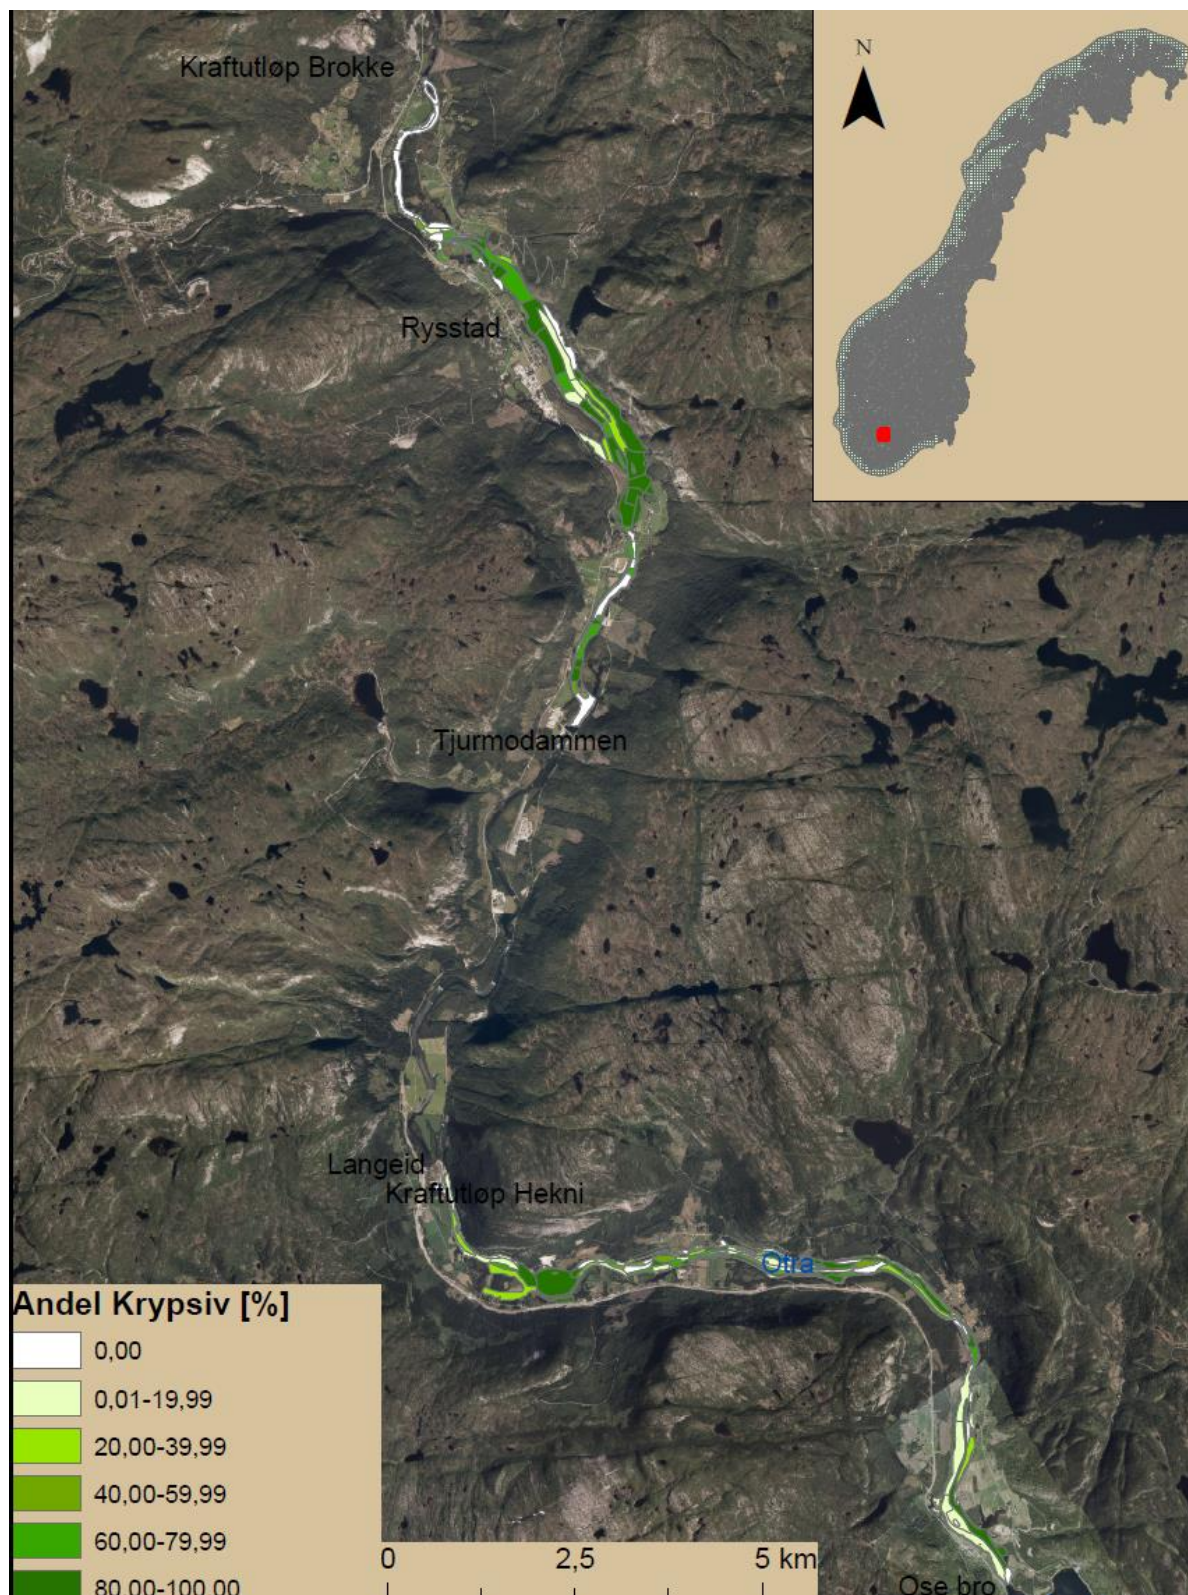 Kraftutløp Brokke
N
Rysstad
Tjurmodammen
Langeid
Kraftutløp Hekni
Otra
Andel Krypsiv [%]
0,00
0,01-19,99
20,00-39,99
40,00-59,99
60,00-79,99
80,00-100,00
0 2,5 5 km
Ose bro